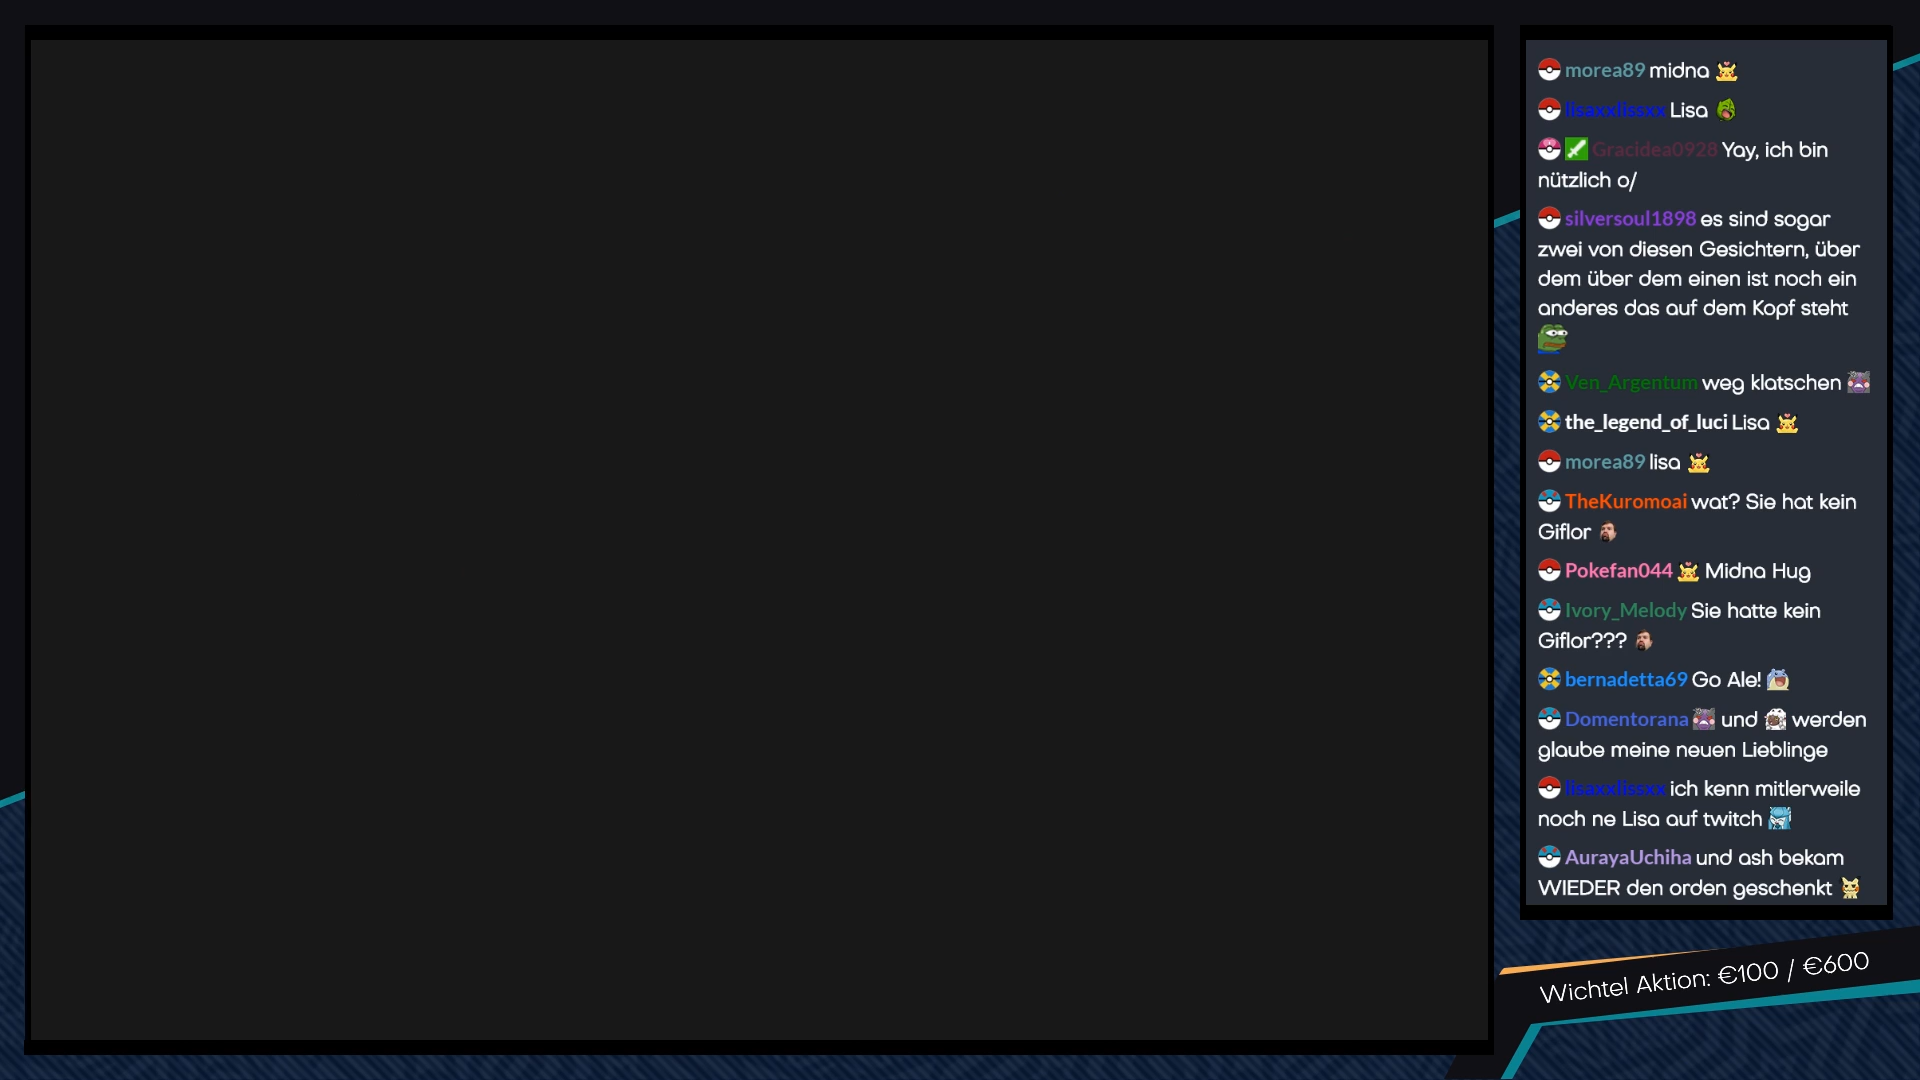 morea89 midna
lisaxxlissxx Lisa
Gracidea0928 Yay, ich bin
nützlich o/
silversoul1898 es sind sogar
zwei von diesen Gesichtern, über
dem über dem einen ist noch ein
anderes das auf dem Kopf steht
Ven_Argentum weg klatschen
the_legend_of_luci Lisa
morea89 lisa
TheKuromoai wat? Sie hat kein
Giflor
Pokefan044 Midna Hug
Ivory_Melody Sie hatte kein
Giflor???
bernadetta69 Go Ale!
Domentorana und werden
glaube meine neuen Lieblinge
lisaxxlissxx ich kenn mitlerweile
noch ne Lisa auf twitch
AurayaUchiha und ash bekam
WIEDER den orden geschenkt
Wichtel Aktion: €100 / €600